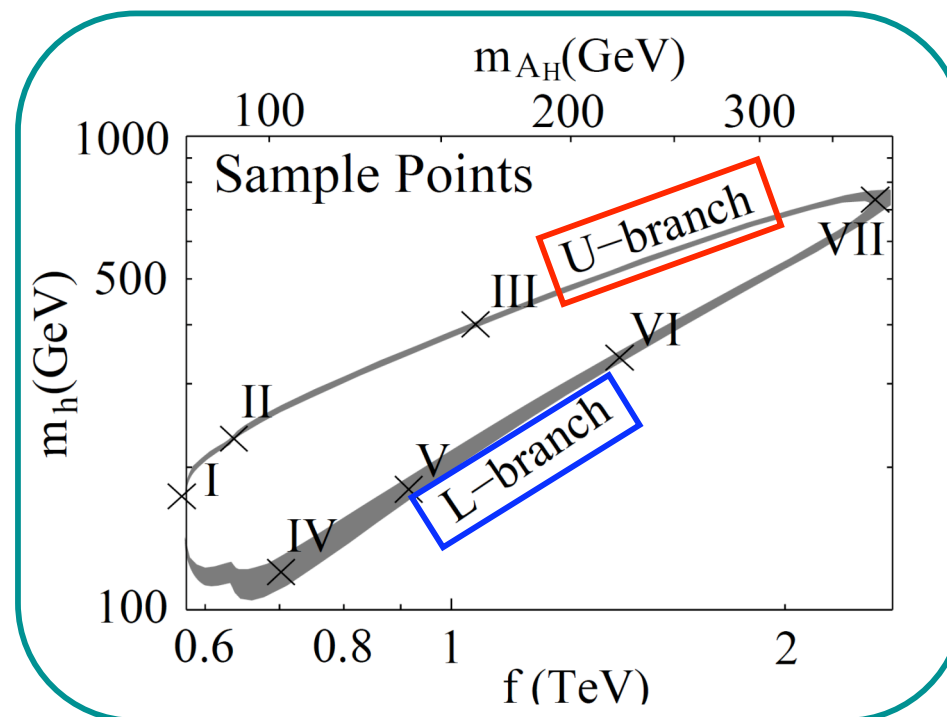 m_{A_H}(GeV)
100 200 300
1000
Sample Points
U−branch
VII
500
III
VI
m_h(GeV)
II
V
L−branch
I
IV
100
0.6 0.8 1 2
f (TeV)